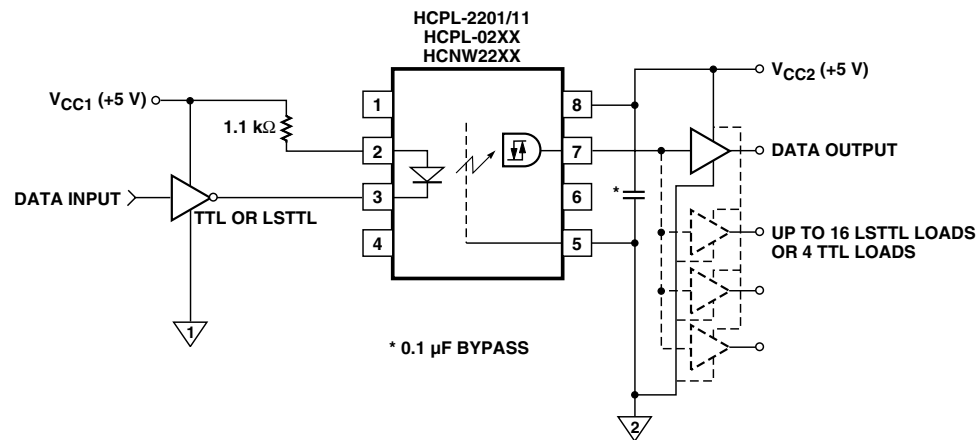 HCPL-2201/11
HCPL-02XX
HCNW22XX
VCC1 (+5 V)
1.1 kΩ
DATA INPUT
TTL OR LSTTL
1
1
2
3
4
8
7
6
5
*
VCC2 (+5 V)
DATA OUTPUT
UP TO 16 LSTTL LOADS
OR 4 TTL LOADS
* 0.1 µF BYPASS
2